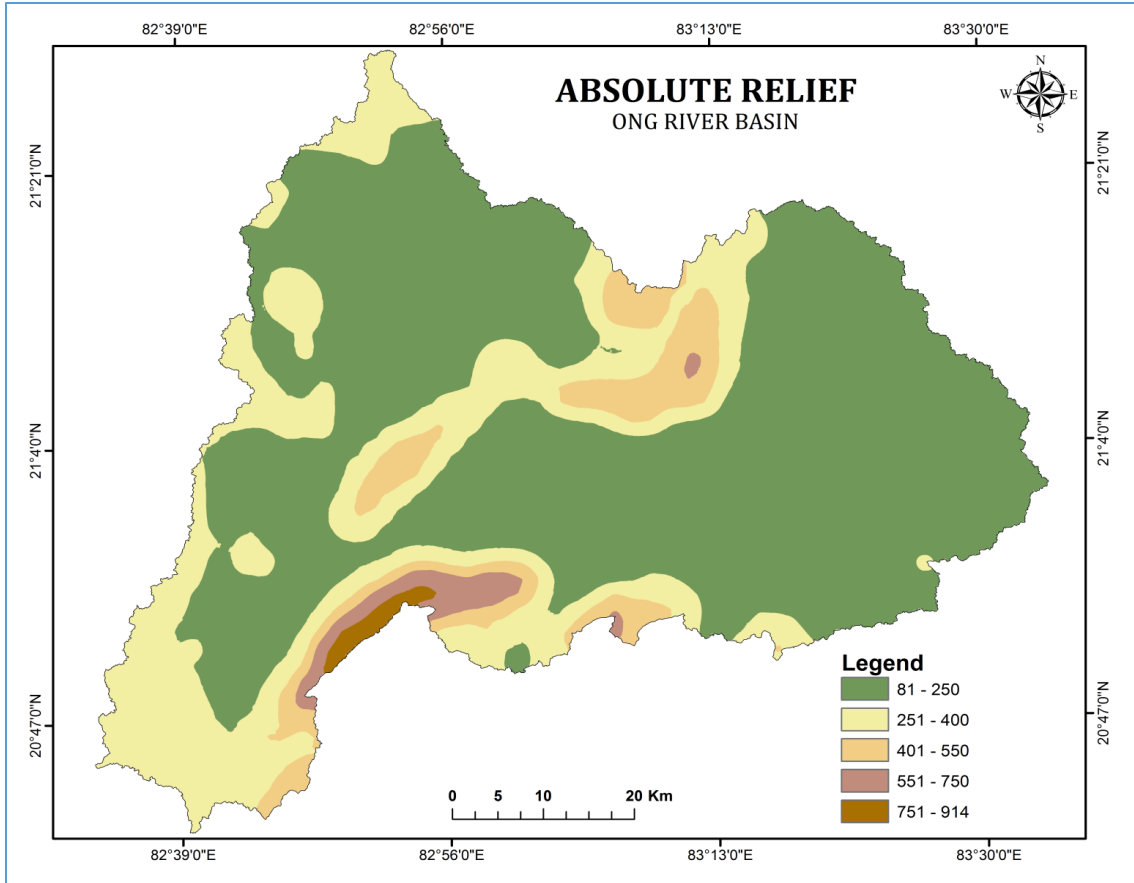 82°39'0"E 82°56'0"E 83°13'0"E 83°30'0"E
ABSOLUTE RELIEF
ONG RIVER BASIN
N
W E
S
21°21'0"N 21°21'0"N
21°4'0"N 21°4'0"N
20°47'0"N 20°47'0"N
Legend
81 - 250
251 - 400
401 - 550
551 - 750
751 - 914
0 5 10 20 Km
82°39'0"E 82°56'0"E 83°13'0"E 83°30'0"E